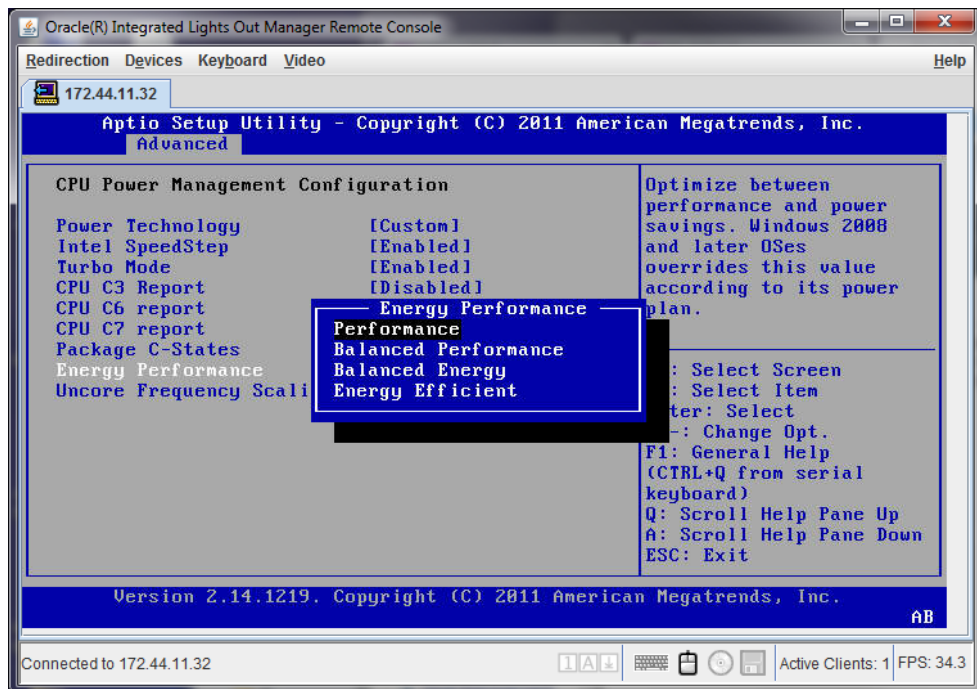 Oracle(R) Integrated Lights Out Manager Remote Console
Redirection Devices Keyboard Video Help
172.44.11.32
Aptio Setup Utility - Copyright (C) 2011 American Megatrends, Inc.
Advanced
CPU Power Management Configuration
Power Technology [Custom]
Intel SpeedStep [Enabled]
Turbo Mode [Enabled]
CPU C3 Report [Disabled]
CPU C6 report
CPU C7 report
Package C-States
Energy Performance
Uncore Frequency Scali
Energy Performance
Performance
Balanced Performance
Balanced Energy
Energy Efficient
Optimize between
performance and power
savings. Windows 2008
and later OSes
overrides this value
according to its power
plan.
: Select Screen
: Select Item
ter: Select
-: Change Opt.
F1: General Help
(CTRL+Q from serial
keyboard)
Q: Scroll Help Pane Up
A: Scroll Help Pane Down
ESC: Exit
Version 2.14.1219. Copyright (C) 2011 American Megatrends, Inc.
AB
Connected to 172.44.11.32 1 A Active Clients: 1 FPS: 34.3